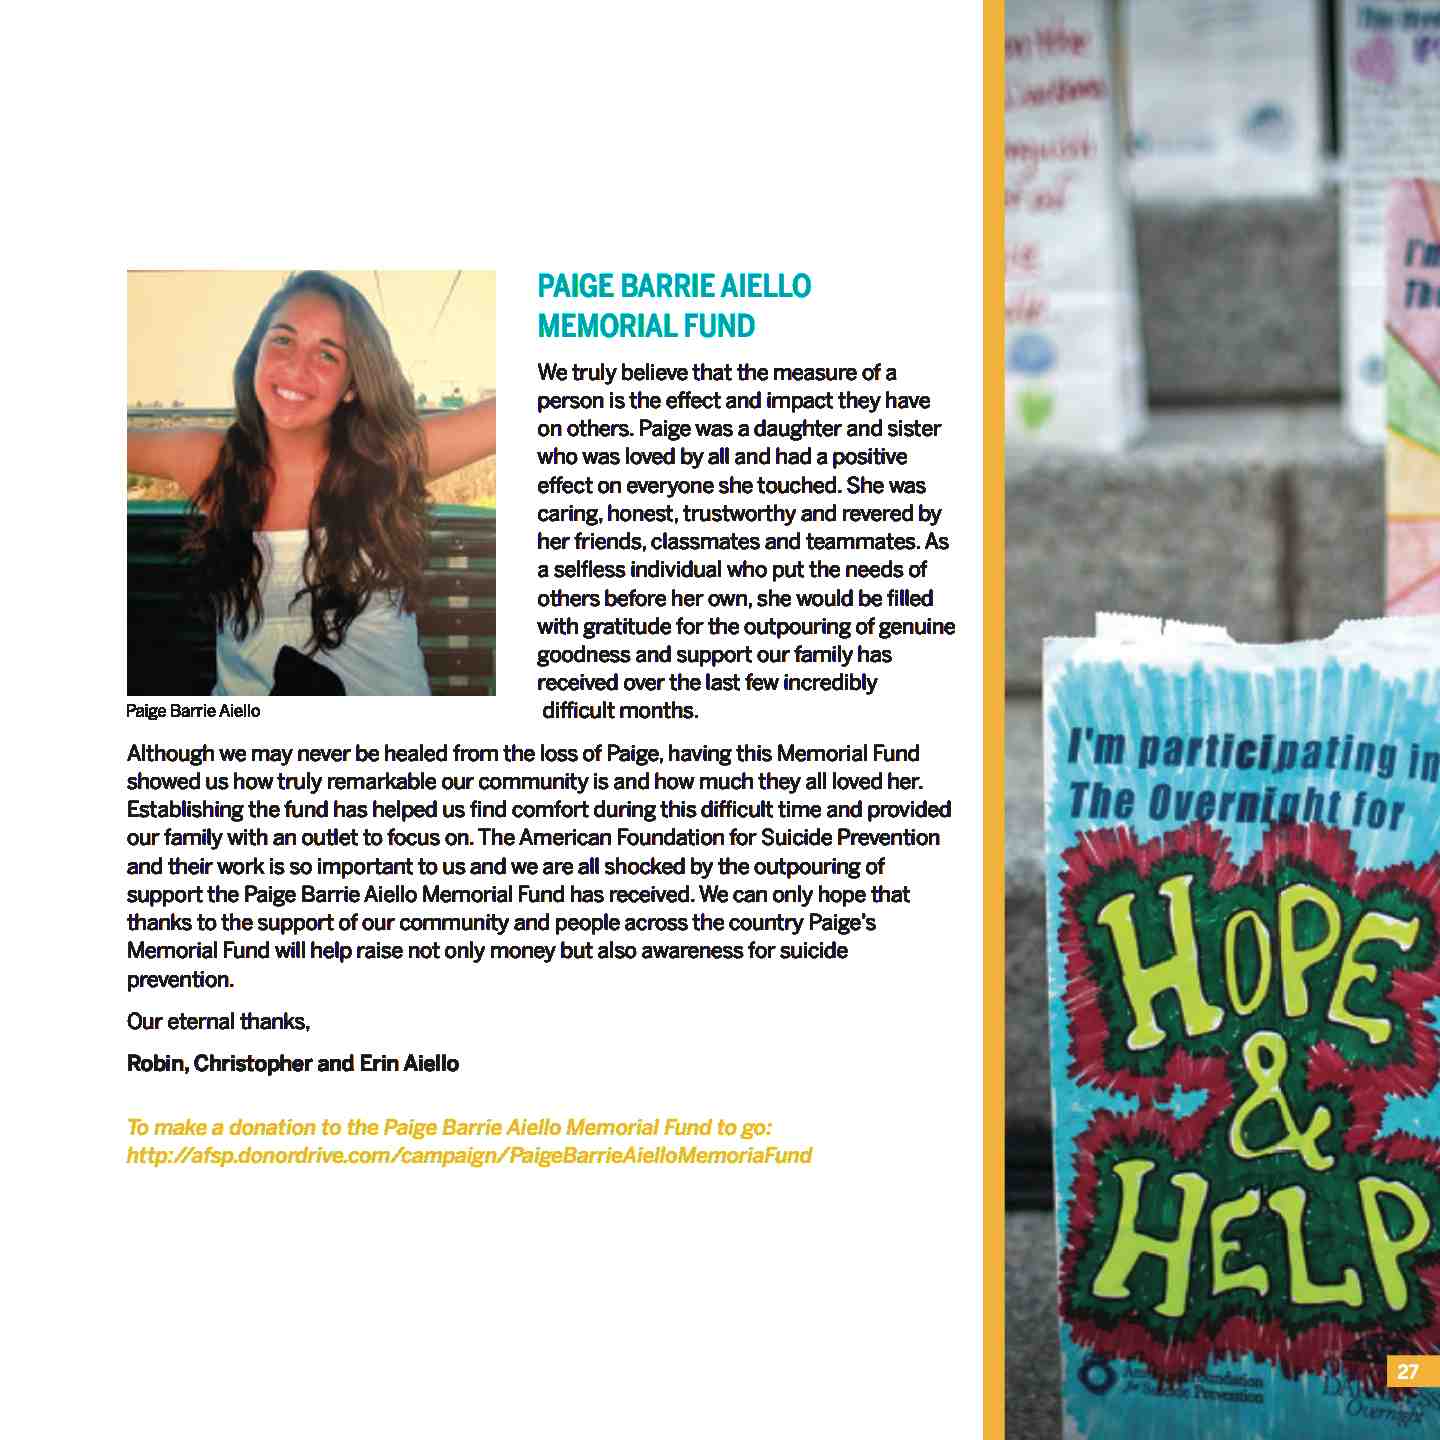 PAIGE BARRIE AIELLO
MEMORIAL FUND
We truly believe that the measure of a
person is the effect and impact they have
on others. Paige was a daughter and sister
who was loved by all and had a positive
effect on everyone she touched. She was
caring, honest, trustworthy and revered by
her friends, classmates and teammates. As
a selfless individual who put the needs of
others before her own, she would be filled
with gratitude for the outpouring of genuine
goodness and support our family has
received over the last few incredibly
difficult months.
Paige Barrie Aiello
Although we may never be healed from the loss of Paige, having this Memorial Fund
showed us how truly remarkable our community is and how much they all loved her.
Establishing the fund has helped us find comfort during this difficult time and provided
our family with an outlet to focus on. The American Foundation for Suicide Prevention
and their work is so important to us and we are all shocked by the outpouring of
support the Paige Barrie Aiello Memorial Fund has received. We can only hope that
thanks to the support of our community and people across the country Paige's
Memorial Fund will help raise not only money but also awareness for suicide
prevention.
Our eternal thanks,
Robin, Christopher and Erin Aiello
To make a donation to the Paige Barrie Aiello Memorial Fund to go:
http://afsp.donordrive.com/campaign/PaigeBarrieAielloMemoriaFund
the
I'm
I'm participating in
The Overnight for
HOPE
&
HELP
for Suicide Prevention
Overnight
27